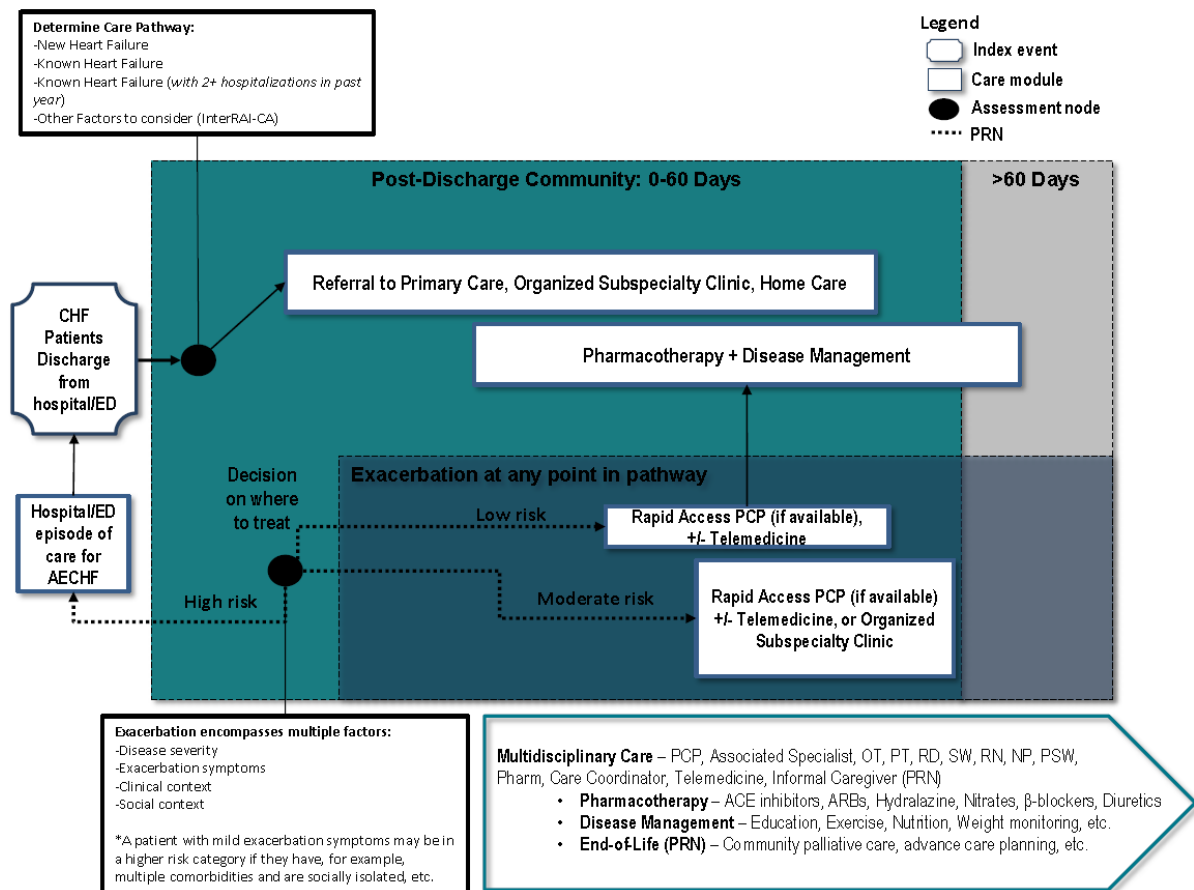 Determine Care Pathway:
-New Heart Failure
-Known Heart Failure
-Known Heart Failure (with 2+ hospitalizations in past
year)
-Other Factors to consider (InterRAI-CA)
Legend
Index event
Care module
Assessment node
PRN
Post-Discharge Community: 0-60 Days
>60 Days
Referral to Primary Care, Organized Subspecialty Clinic, Home Care
CHF
Patients
Discharge
from
hospital/ED
Pharmacotherapy + Disease Management
Decision
on where
to treat
Exacerbation at any point in pathway
Hospital/ED
episode of
care for
AECHF
Low risk
Rapid Access PCP (if available),
+/- Telemedicine
High risk
Moderate risk
Rapid Access PCP (if available)
+/- Telemedicine, or Organized
Subspecialty Clinic
Exacerbation encompasses multiple factors:
-Disease severity
-Exacerbation symptoms
-Clinical context
-Social context
*A patient with mild exacerbation symptoms may be in
a higher risk category if they have, for example,
multiple comorbidities and are socially isolated, etc.
Multidisciplinary Care – PCP, Associated Specialist, OT, PT, RD, SW, RN, NP, PSW,
Pharm, Care Coordinator, Telemedicine, Informal Caregiver (PRN)
• Pharmacotherapy – ACE inhibitors, ARBs, Hydralazine, Nitrates, β-blockers, Diuretics
• Disease Management – Education, Exercise, Nutrition, Weight monitoring, etc.
• End-of-Life (PRN) – Community palliative care, advance care planning, etc.